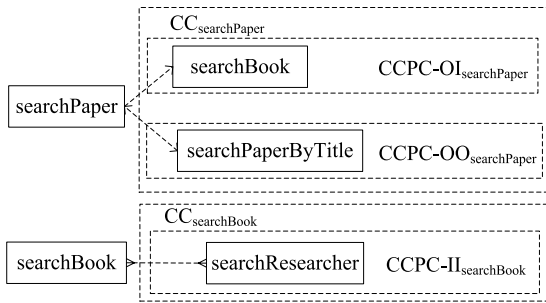 CCsearchPaper
searchBook CCPC-OIsearchPaper
searchPaper
searchPaperByTitle CCPC-OOsearchPaper
CCsearchBook
searchBook searchResearcher CCPC-IIsearchBook